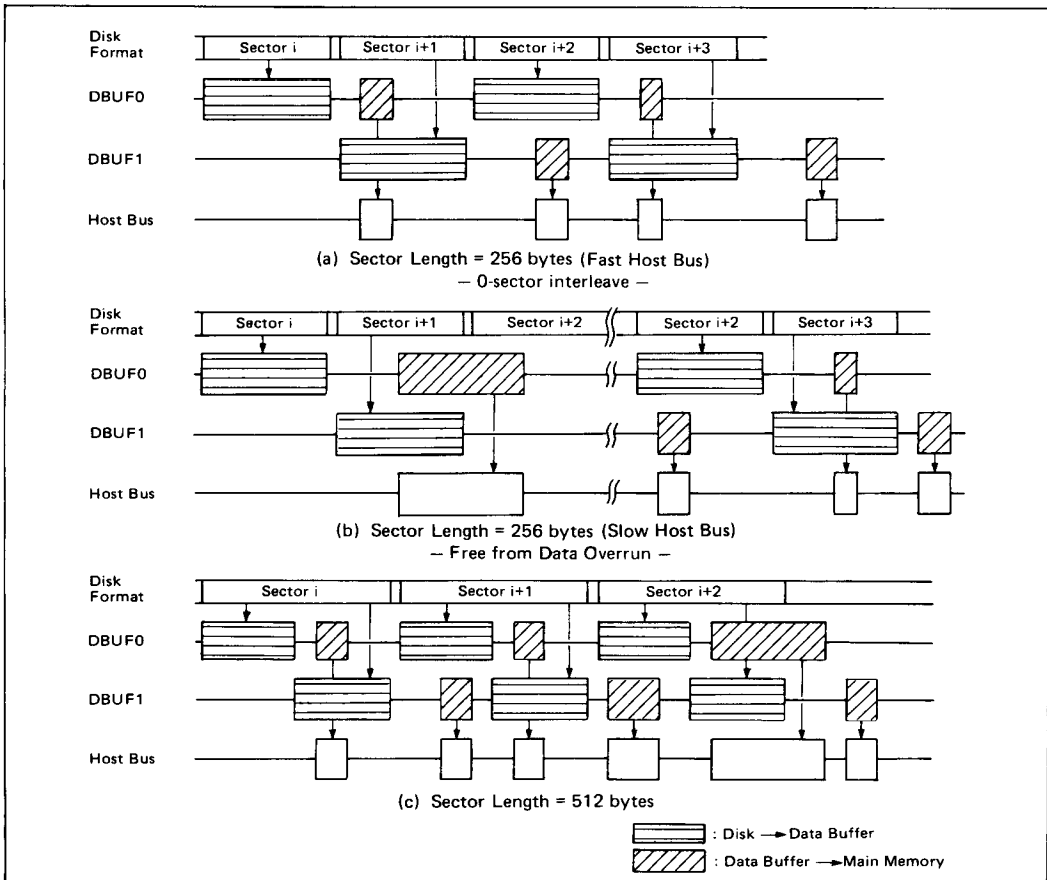 Disk
Format
Sector i Sector i+1 Sector i+2 Sector i+3
DBUF0
DBUF1
Host Bus
(a) Sector Length = 256 bytes (Fast Host Bus)
— 0-sector interleave —
Disk
Format
Sector i Sector i+1 Sector i+2 Sector i+2 Sector i+3
DBUF0
DBUF1
Host Bus
(b) Sector Length = 256 bytes (Slow Host Bus)
— Free from Data Overrun —
Disk
Format
Sector i Sector i+1 Sector i+2
DBUF0
DBUF1
Host Bus
(c) Sector Length = 512 bytes
: Disk → Data Buffer
: Data Buffer → Main Memory